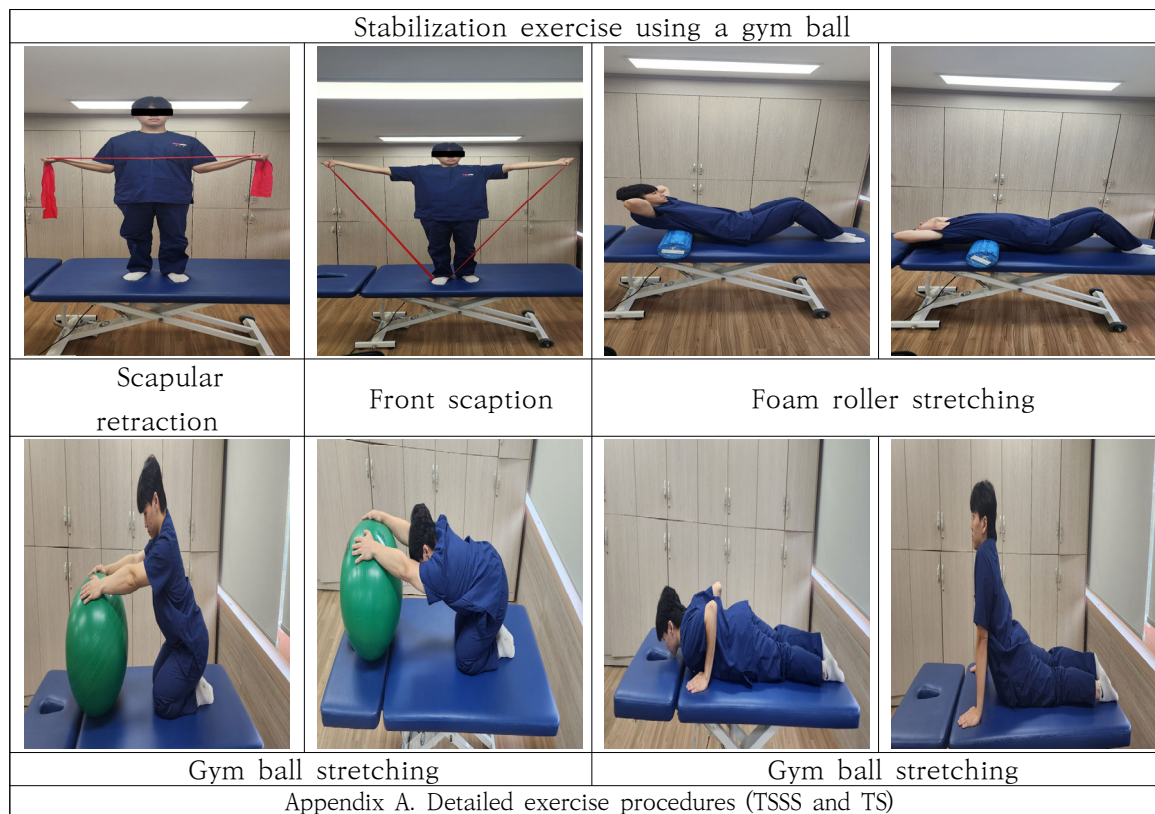 Stabilization exercise using a gym ball
Scapular
retraction
Front scaption
Foam roller stretching
Gym ball stretching
Gym ball stretching
Appendix A. Detailed exercise procedures (TSSS and TS)